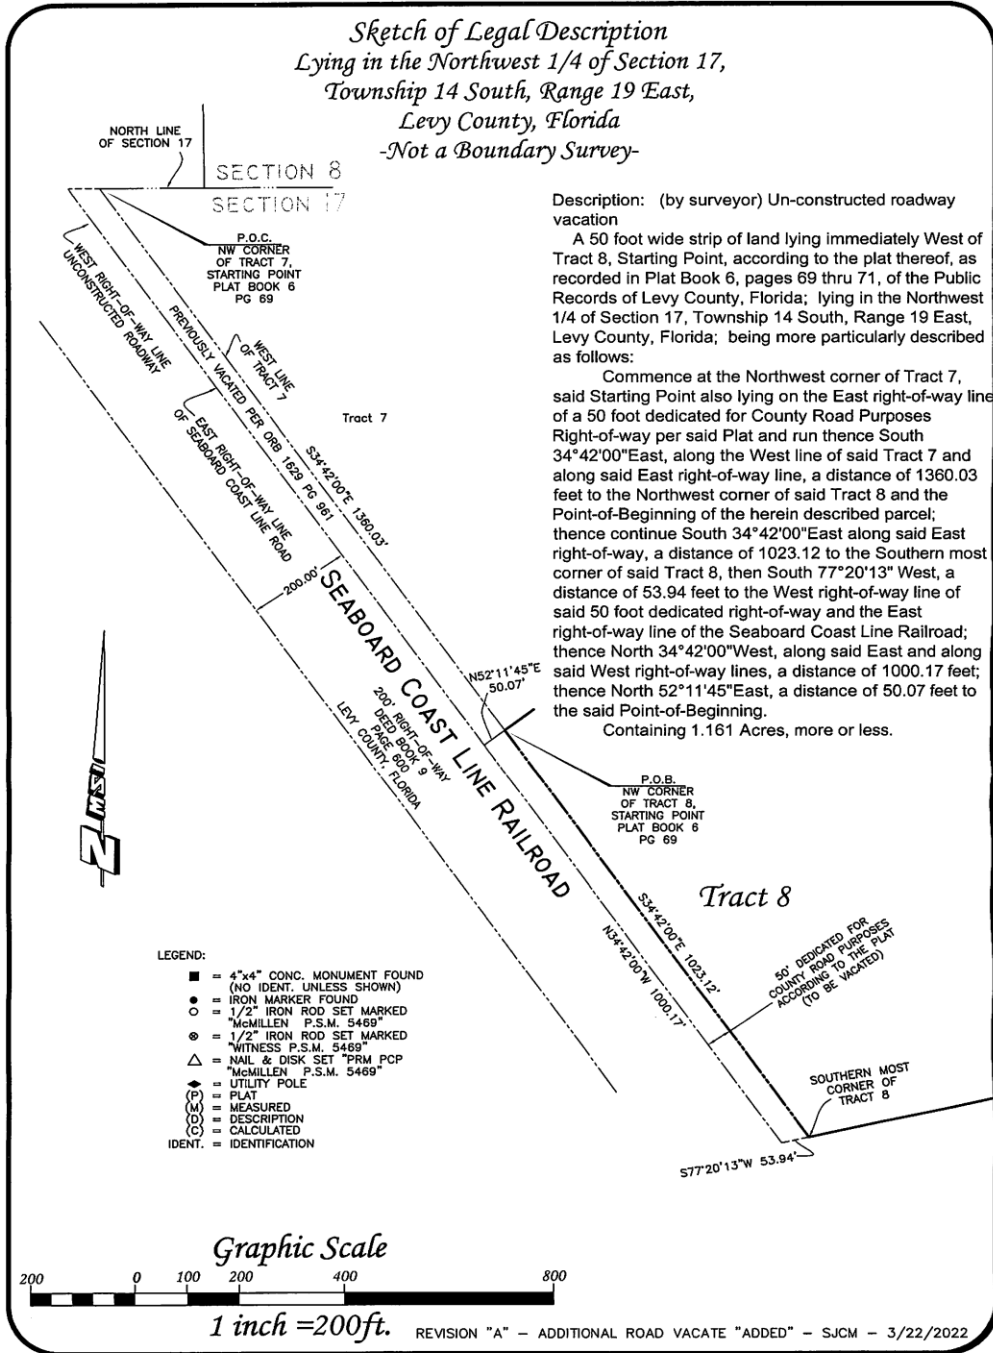 Sketch of Legal Description
Lying in the Northwest 1/4 of Section 17,
Township 14 South, Range 19 East,
Levy County, Florida
-Not a Boundary Survey-
NORTH LINE
OF SECTION 17
SECTION 8
SECTION 17
P.O.C.
NW CORNER
OF TRACT 7,
STARTING POINT
PLAT BOOK 6
PG 69
WEST RIGHT-OF-WAY LINE
UNCONSTRUCTED ROADWAY
PREVIOUSLY VACATED PER ORB 1629 PG 961
WEST LINE
OF TRACT 7
Tract 7
EAST RIGHT-OF-WAY LINE
OF SEABOARD COAST LINE ROAD
S34°42'00"E 1360.03'
200.00'
SEABOARD COAST LINE RAILROAD
200' RIGHT-OF-WAY
DEED BOOK 9
PAGE 600
LEVY COUNTY, FLORIDA
N52°11'45"E
50.07'
Description: (by surveyor) Un-constructed roadway
vacation
A 50 foot wide strip of land lying immediately West of
Tract 8, Starting Point, according to the plat thereof, as
recorded in Plat Book 6, pages 69 thru 71, of the Public
Records of Levy County, Florida; lying in the Northwest
1/4 of Section 17, Township 14 South, Range 19 East,
Levy County, Florida; being more particularly described
as follows:
Commence at the Northwest corner of Tract 7,
said Starting Point also lying on the East right-of-way line
of a 50 foot dedicated for County Road Purposes
Right-of-way per said Plat and run thence South
34°42'00"East, along the West line of said Tract 7 and
along said East right-of-way line, a distance of 1360.03
feet to the Northwest corner of said Tract 8 and the
Point-of-Beginning of the herein described parcel;
thence continue South 34°42'00"East along said East
right-of-way, a distance of 1023.12 to the Southern most
corner of said Tract 8, then South 77°20'13" West, a
distance of 53.94 feet to the West right-of-way line of
said 50 foot dedicated right-of-way and the East
right-of-way line of the Seaboard Coast Line Railroad;
thence North 34°42'00"West, along said East and along
said West right-of-way lines, a distance of 1000.17 feet;
thence North 52°11'45"East, a distance of 50.07 feet to
the said Point-of-Beginning.
Containing 1.161 Acres, more or less.
P.O.B.
NW CORNER
OF TRACT 8,
STARTING POINT
PLAT BOOK 6
PG 69
Tract 8
S34°42'00"E 1023.12'
N34°42'00"W 1000.17'
50' DEDICATED FOR
COUNTY ROAD PURPOSES
ACCORDING TO THE PLAT
(TO BE VACATED)
SOUTHERN MOST
CORNER OF
TRACT 8
S77°20'13"W 53.94'
MSI
N
LEGEND:
■ = 4"x4" CONC. MONUMENT FOUND
(NO IDENT. UNLESS SHOWN)
● = IRON MARKER FOUND
○ = 1/2" IRON ROD SET MARKED
"McMILLEN P.S.M. 5469"
⊗ = 1/2" IRON ROD SET MARKED
"WITNESS P.S.M. 5469"
△ = NAIL & DISK SET "PRM PCP
"McMILLEN P.S.M. 5469"
◆ = UTILITY POLE
(P) = PLAT
(M) = MEASURED
(D) = DESCRIPTION
(C) = CALCULATED
IDENT. = IDENTIFICATION
Graphic Scale
200 0 100 200 400 800
1 inch =200ft.
REVISION "A" - ADDITIONAL ROAD VACATE "ADDED" - SJCM - 3/22/2022